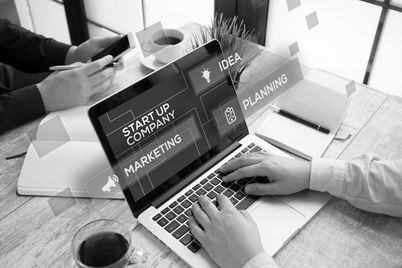 IDEA
PLANNING
START UP
COMPANY
MARKETING